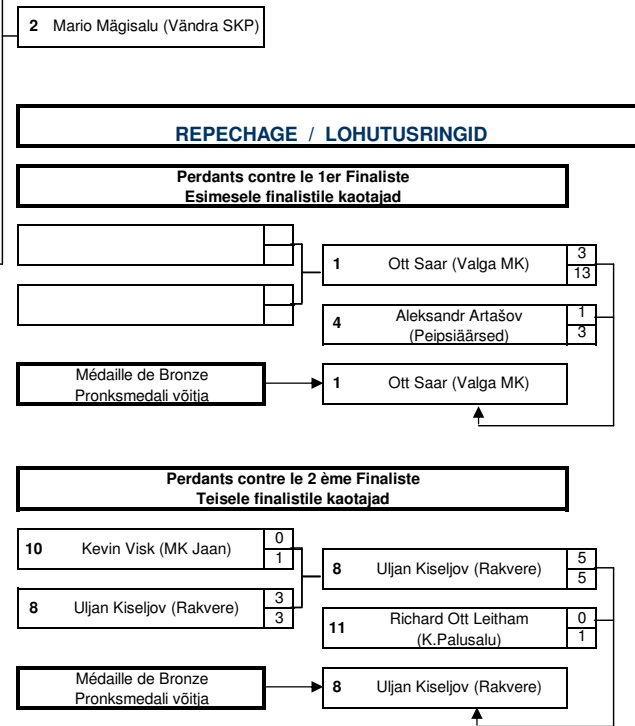 2 Mario Mägisalu (Vändra SKP)
REPECHAGE / LOHUTUSRINGID
Perdants contre le 1er Finaliste
Esimesele finalistile kaotajad
1 Ott Saar (Valga MK) 3
13
4 Aleksandr Artašov 1
(Peipsiäärsed) 3
Médaille de Bronze
Pronksmedali võitja
1 Ott Saar (Valga MK)
Perdants contre le 2 ème Finaliste
Teisele finalistile kaotajad
10 Kevin Visk (MK Jaan) 0
1
8 Uljan Kiseljov (Rakvere) 3
3
8 Uljan Kiseljov (Rakvere) 5
5
11 Richard Ott Leitham 0
(K.Palusalu) 1
Médaille de Bronze
Pronksmedali võitja
8 Uljan Kiseljov (Rakvere)